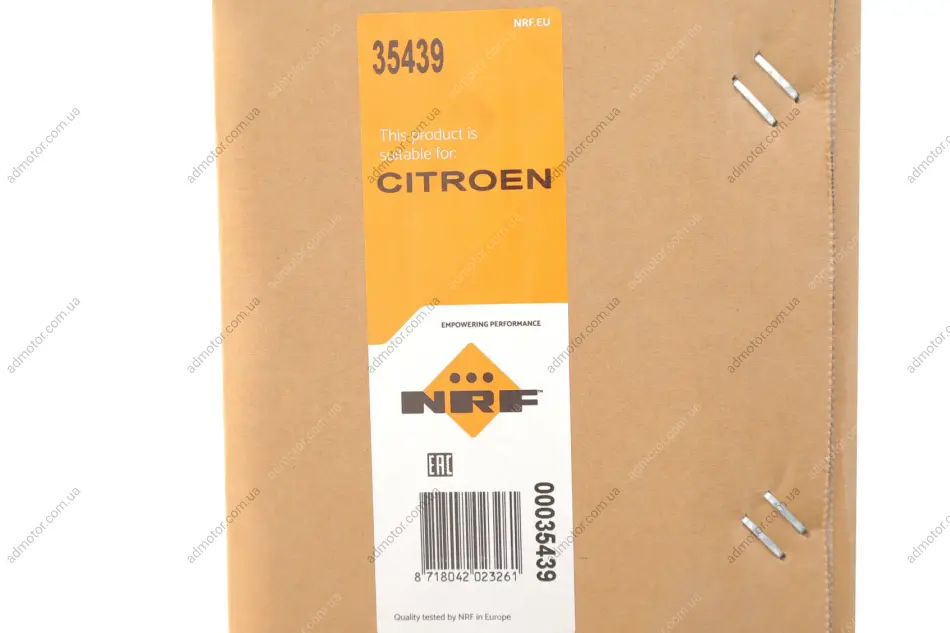 NRF.EU
35439
This product is
suitable for:
CITROEN
EMPOWERING PERFORMANCE
NRF™
EAC
00035439
8 718042 023261
Quality tested by NRF in Europe
admotor.com.ua